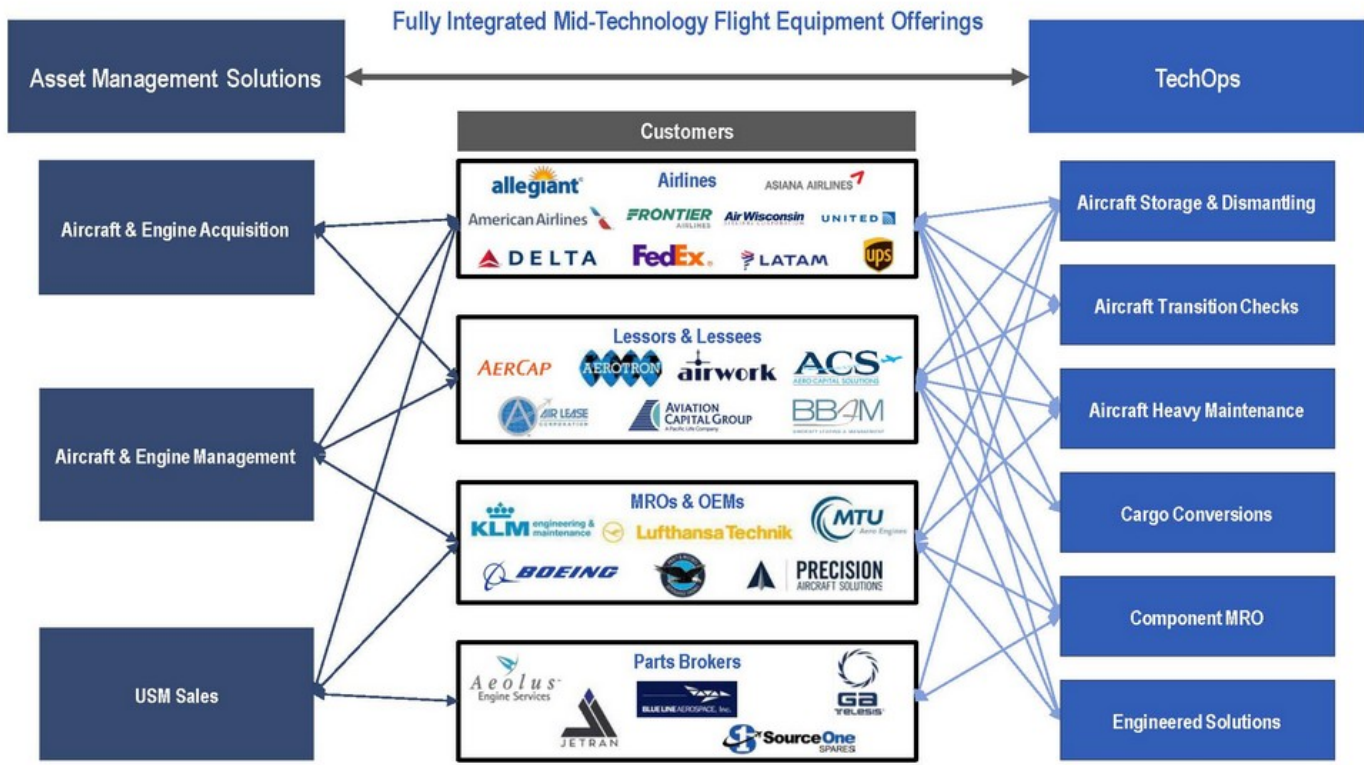 Fully Integrated Mid-Technology Flight Equipment Offerings
Asset Management Solutions
TechOps
Customers
Aircraft & Engine Acquisition
Aircraft & Engine Management
USM Sales
Airlines
allegiant
ASIANA AIRLINES
American Airlines
FRONTIER
AIRLINES
Air Wisconsin
UNITED
DELTA
FedEx
LATAM
ups
Lessors & Lessees
AERCAP
AEROTRON
airwork
ACS
AERO CAPITAL SOLUTIONS
AIR LEASE
CORPORATION
AVIATION
CAPITAL GROUP
A Pacific Life Company
BBAM
MROs & OEMs
KLM
engineering &
maintenance
Lufthansa Technik
MTU
Aero Engines
BOEING
PRECISION
AIRCRAFT SOLUTIONS
Parts Brokers
Aeolus
Engine Services
JETRAN
BLUE LINE AEROSPACE, Inc.
GA
TELESIS
SourceOne
SPARES
Aircraft Storage & Dismantling
Aircraft Transition Checks
Aircraft Heavy Maintenance
Cargo Conversions
Component MRO
Engineered Solutions